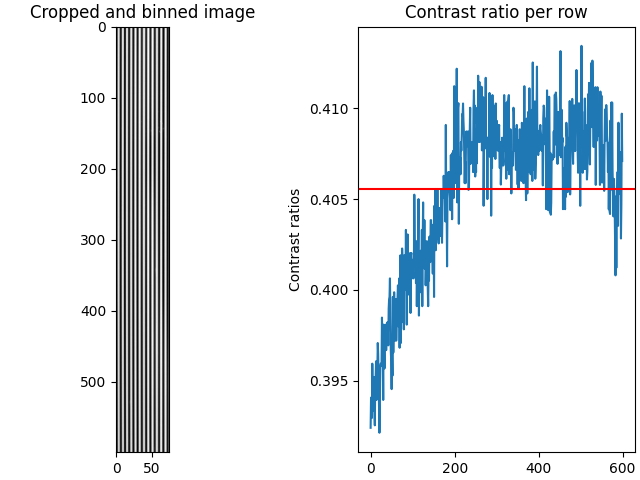 Cropped and binned image
0
100
200
300
400
500
0 50
Contrast ratio per row
Contrast ratios
0.410
0.405
0.400
0.395
0 200 400 600